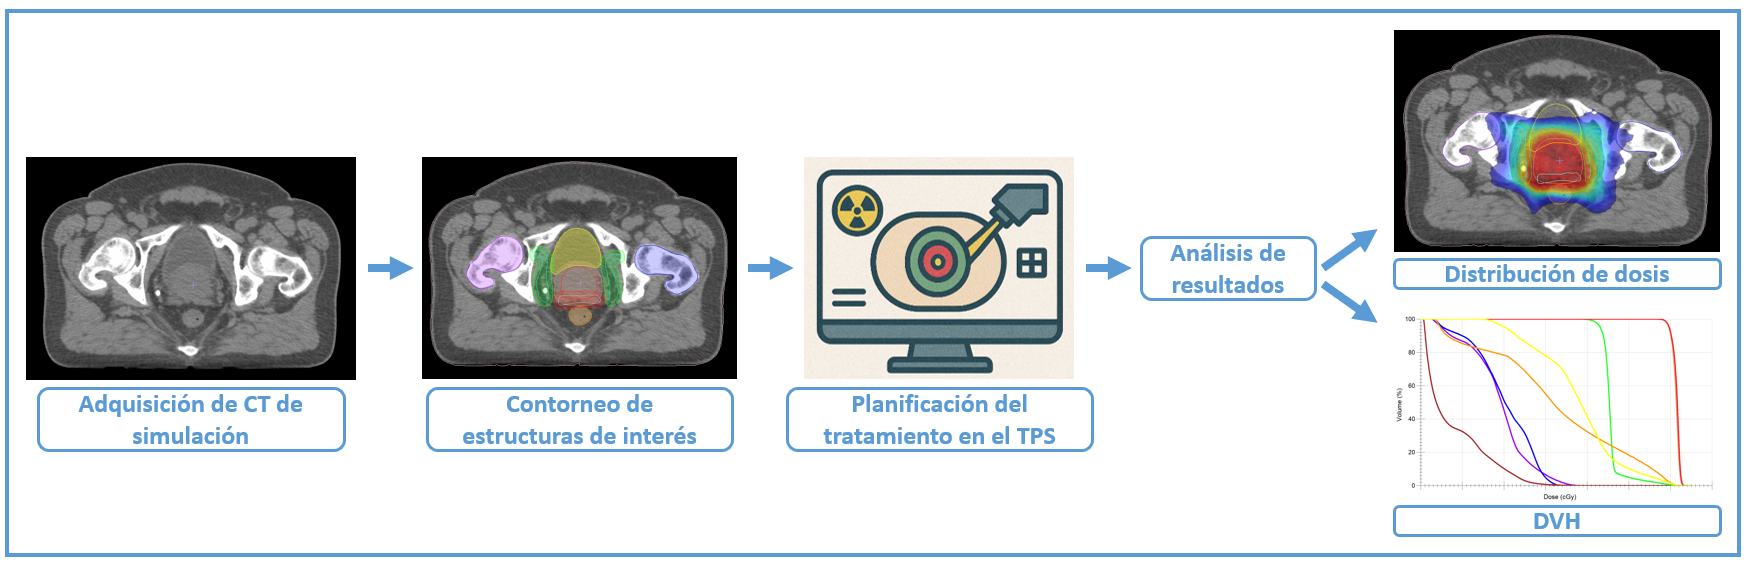 Adquisición de CT de
simulación
Contorneo de
estructuras de interés
Planificación del
tratamiento en el TPS
Análisis de
resultados
Distribución de dosis
100
80
60
40
20
0
Volume (%)
Dose (cGy)
DVH